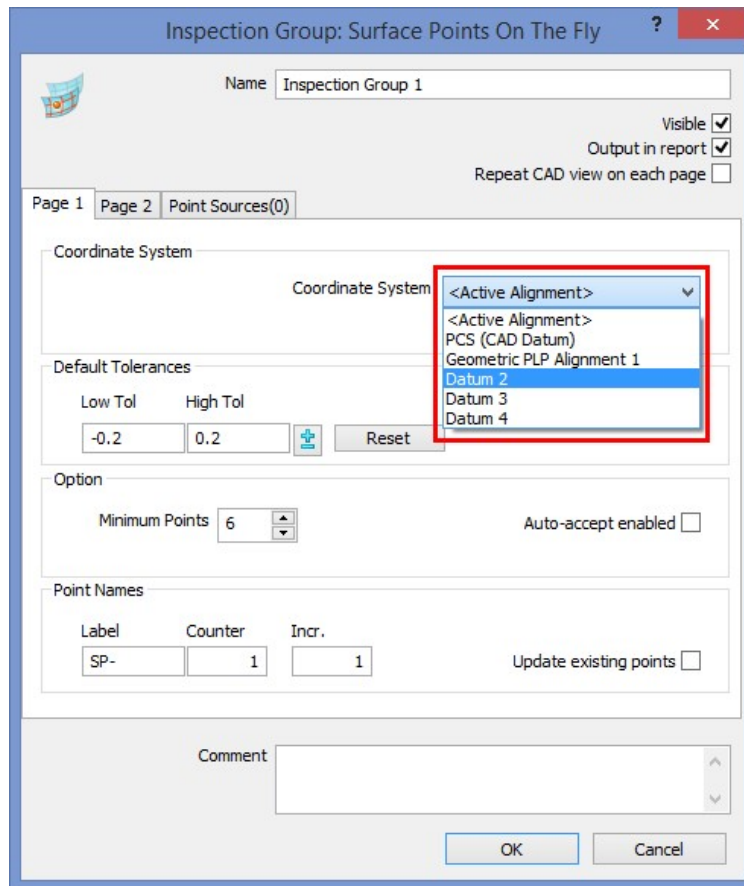 Inspection Group: Surface Points On The Fly ? ×
Name Inspection Group 1
Visible
Output in report
Repeat CAD view on each page
Page 1 Page 2 Point Sources(0)
Coordinate System
Coordinate System <Active Alignment>
<Active Alignment>
PCS (CAD Datum)
Geometric PLP Alignment 1
Datum 2
Datum 3
Datum 4
Default Tolerances
Low Tol High Tol
-0.2 0.2 Reset
Option
Minimum Points 6 Auto-accept enabled
Point Names
Label Counter Incr.
SP- 1 1 Update existing points
Comment
OK Cancel